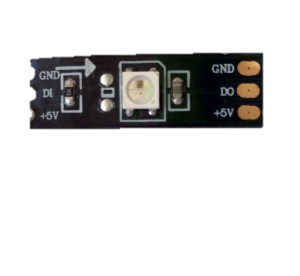 GND GND
DI DO
+5V +5V